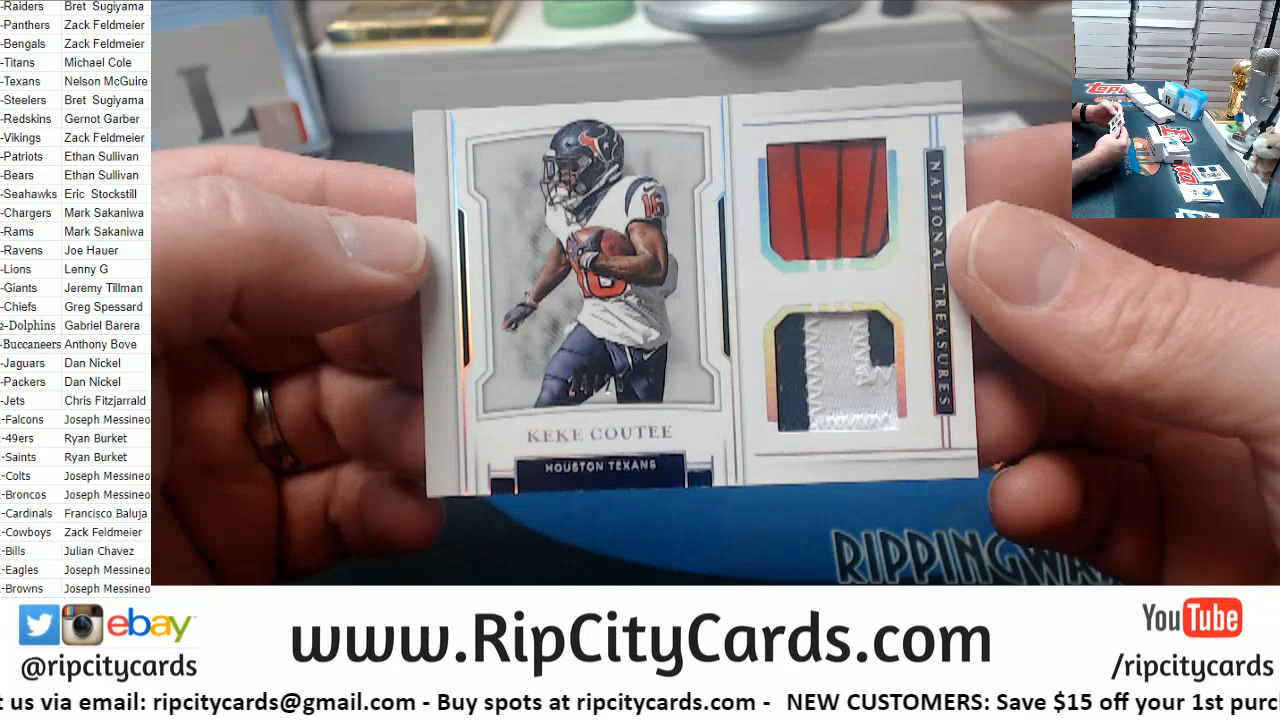 -Raiders Bret Sugiyama
-Panthers Zack Feldmeier
-Bengals Zack Feldmeier
-Titans Michael Cole
-Texans Nelson McGuire
-Steelers Bret Sugiyama
-Redskins Gernot Garber
-Vikings Zack Feldmeier
-Patriots Ethan Sullivan
-Bears Ethan Sullivan
-Seahawks Eric Stockstill
-Chargers Mark Sakaniwa
-Rams Mark Sakaniwa
-Ravens Joe Hauer
-Lions Lenny G
-Giants Jeremy Tillman
-Chiefs Greg Spessard
2-Dolphins Gabriel Barera
-Buccaneers Anthony Bove
-Jaguars Dan Nickel
-Packers Dan Nickel
-Jets Chris Fitzjarrald
-Falcons Joseph Messineo
-49ers Ryan Burket
-Saints Ryan Burket
-Colts Joseph Messineo
-Broncos Joseph Messineo
-Cardinals Francisco Baluja
-Cowboys Zack Feldmeier
-Bills Julian Chavez
-Eagles Joseph Messineo
-Browns Joseph Messineo
16
KEKE COUTEE
HOUSTON TEXANS
NATIONAL TREASURES
topps
R L
ebay
@ripcitycards
www.RipCityCards.com
YouTube
/ripcitycards
t us via email: ripcitycards@gmail.com - Buy spots at ripcitycards.com - NEW CUSTOMERS: Save $15 off your 1st purc